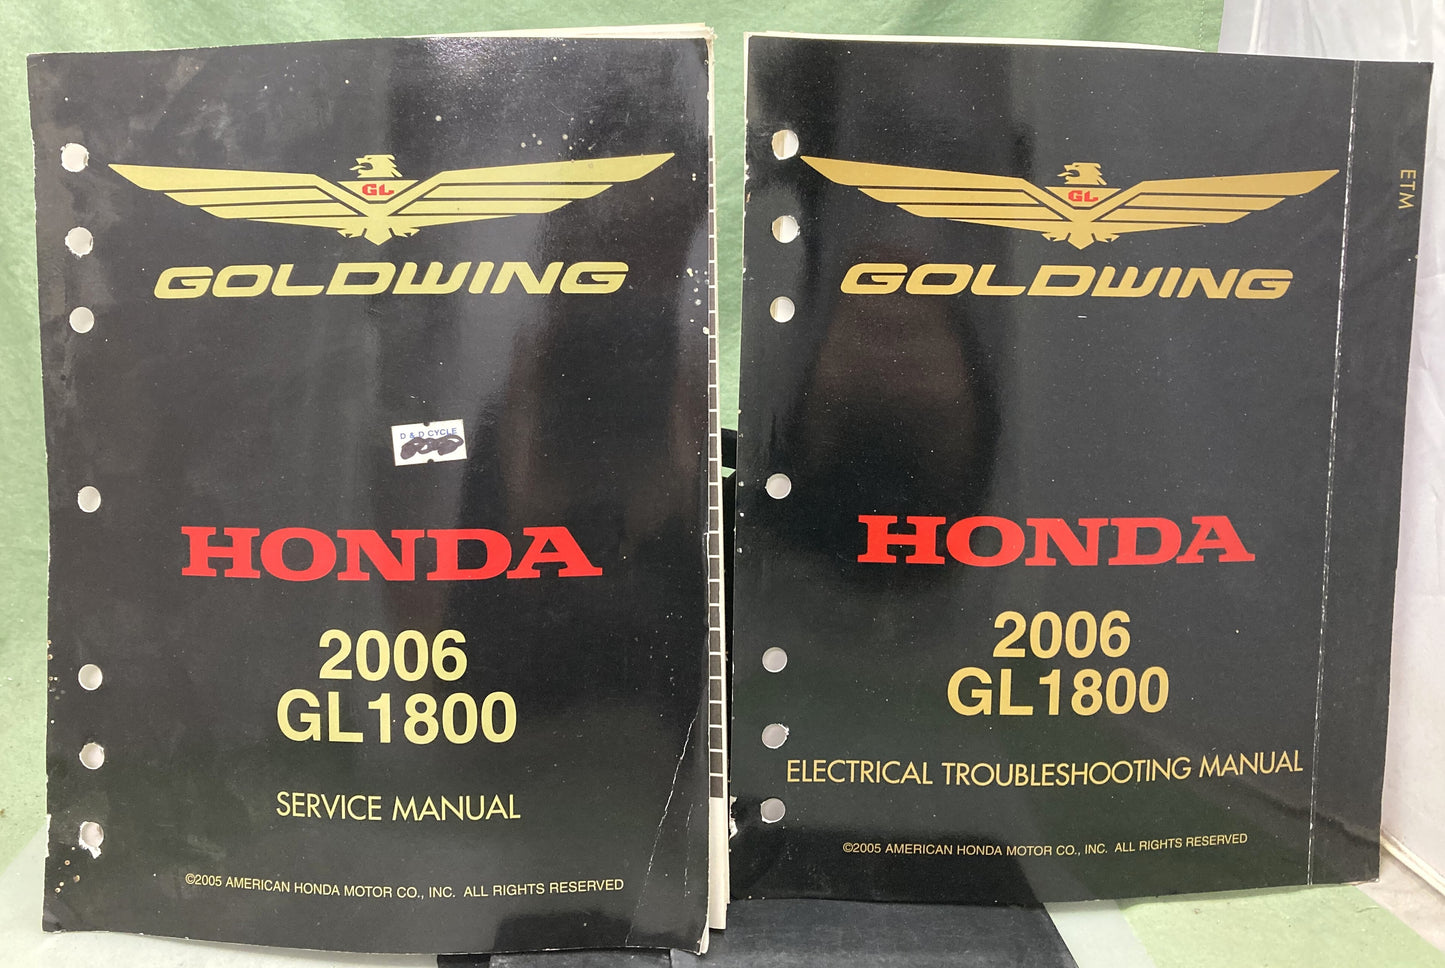 GL
GOLDWING
D & D CYCLE
HONDA
2006
GL1800
SERVICE MANUAL
©2005 AMERICAN HONDA MOTOR CO., INC. ALL RIGHTS RESERVED
GL
GOLDWING
HONDA
2006
GL1800
ELECTRICAL TROUBLESHOOTING MANUAL
©2005 AMERICAN HONDA MOTOR CO., INC. ALL RIGHTS RESERVED
ETM